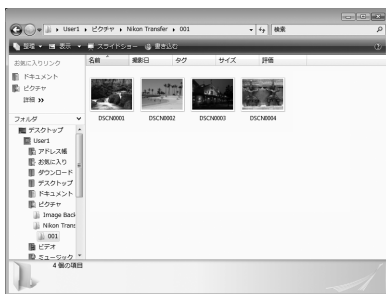 User1 ▸ ピクチャ ▸ Nikon Transfer ▸ 001
検索
整理 表示 スライドショー 書き込む
お気に入りリンク
ドキュメント
ピクチャ
詳細 »
フォルダ
デスクトップ
User1
アドレス帳
お気に入り
ダウンロード
デスクトップ
ドキュメント
ピクチャ
Image Back
Nikon Trans
001
ビデオ
ミュージック
名前 撮影日 タグ サイズ 評価
DSCN0001 DSCN0002 DSCN0003 DSCN0004
4 個の項目